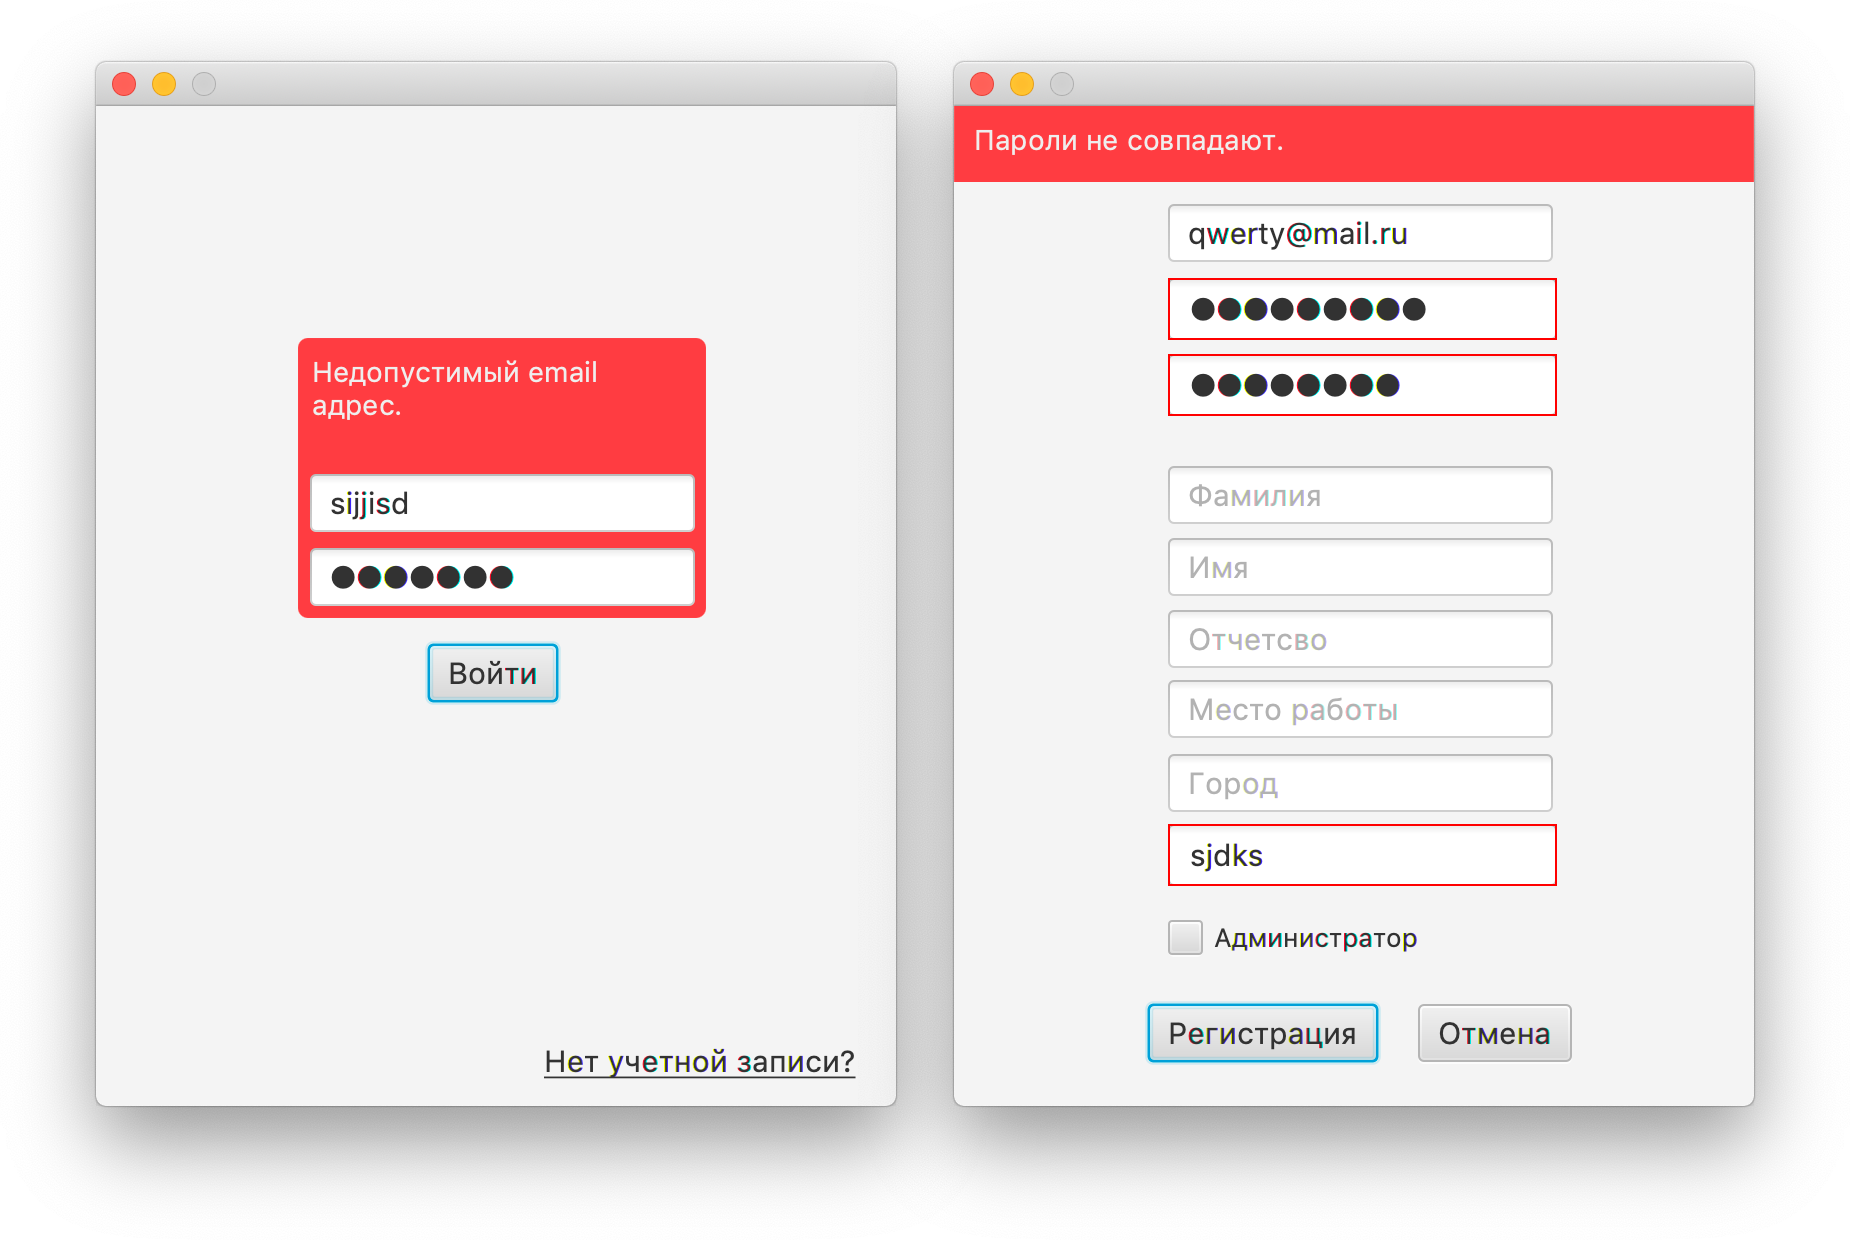 Недопустимый email
адрес.
sijjisd
●●●●●●●
Войти
Нет учетной записи?
Пароли не совпадают.
qwerty@mail.ru
●●●●●●●●●
●●●●●●●●
Фамилия
Имя
Отчетсво
Место работы
Город
sjdks
Администратор
Регистрация Отмена